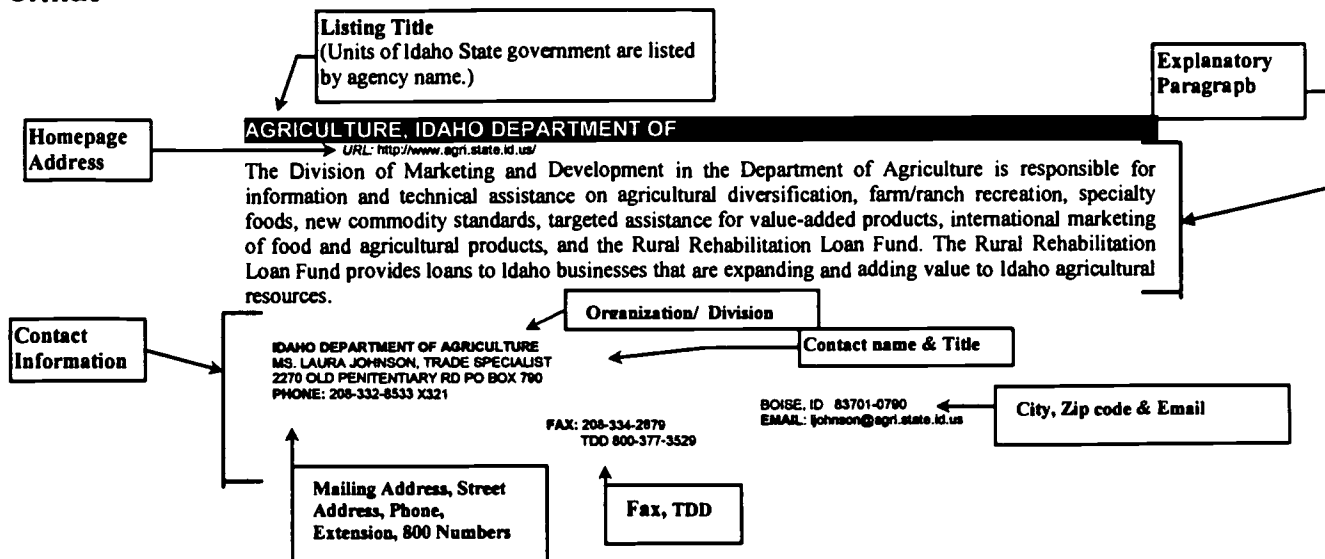 Listing Title
(Units of Idaho State government are listed
by agency name.)
Explanatory
Paragrapb
Homepage
Address
AGRICULTURE, IDAHO DEPARTMENT OF
URL: http://www.agri.state.id.us/
The Division of Marketing and Development in the Department of Agriculture is responsible for
information and technical assistance on agricultural diversification, farm/ranch recreation, specialty
foods, new commodity standards, targeted assistance for value-added products, international marketing
of food and agricultural products, and the Rural Rehabilitation Loan Fund. The Rural Rehabilitation
Loan Fund provides loans to Idaho businesses that are expanding and adding value to Idaho agricultural
resources.
Organization/ Division
Contact
Information
Contact name & Title
IDAHO DEPARTMENT OF AGRICULTURE
MS. LAURA JOHNSON, TRADE SPECIALIST
2270 OLD PENITENTIARY RD PO BOX 790
PHONE: 208-332-8533 X321
BOISE, ID 83701-0790
EMAIL: ljohnson@agri.state.id.us
City, Zip code & Email
FAX: 208-334-2879
TDD 800-377-3529
Mailing Address, Street
Address, Phone,
Extension, 800 Numbers
Fax, TDD